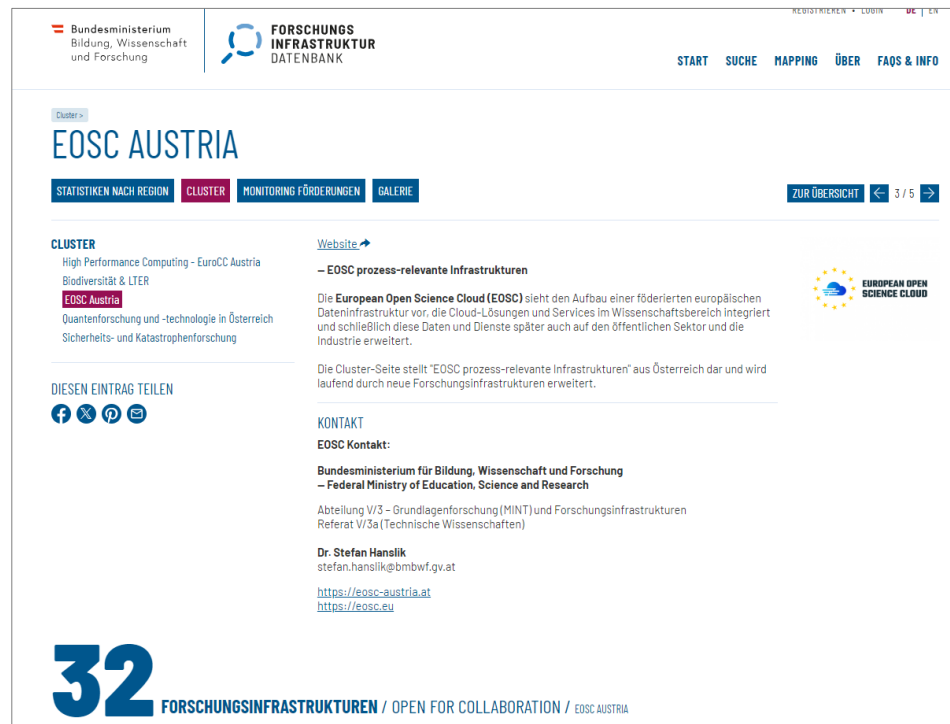 REGISTRIEREN • LOGIN DE | EN
Bundesministerium
Bildung, Wissenschaft
und Forschung
FORSCHUNGS
INFRASTRUKTUR
DATENBANK
START SUCHE MAPPING ÜBER FAQS & INFO
Cluster >
EOSC AUSTRIA
STATISTIKEN NACH REGION CLUSTER MONITORING FÖRDERUNGEN GALERIE
ZUR ÜBERSICHT ← 3 / 5 →
CLUSTER
High Performance Computing - EuroCC Austria
Biodiversität & LTER
EOSC Austria
Quantenforschung und -technologie in Österreich
Sicherheits- und Katastrophenforschung
DIESEN EINTRAG TEILEN
Website
— EOSC prozess-relevante Infrastrukturen
Die European Open Science Cloud (EOSC) sieht den Aufbau einer föderierten europäischen
Dateninfrastruktur vor, die Cloud-Lösungen und Services im Wissenschaftsbereich integriert
und schließlich diese Daten und Dienste später auch auf den öffentlichen Sektor und die
Industrie erweitert.
Die Cluster-Seite stellt "EOSC prozess-relevante Infrastrukturen" aus Österreich dar und wird
laufend durch neue Forschungsinfrastrukturen erweitert.
EUROPEAN OPEN
SCIENCE CLOUD
KONTAKT
EOSC Kontakt:
Bundesministerium für Bildung, Wissenschaft und Forschung
— Federal Ministry of Education, Science and Research
Abteilung V/3 – Grundlagenforschung (MINT) und Forschungsinfrastrukturen
Referat V/3a (Technische Wissenschaften)
Dr. Stefan Hanslik
stefan.hanslik@bmbwf.gv.at
https://eosc-austria.at
https://eosc.eu
32 FORSCHUNGSINFRASTRUKTUREN / OPEN FOR COLLABORATION / EOSC AUSTRIA